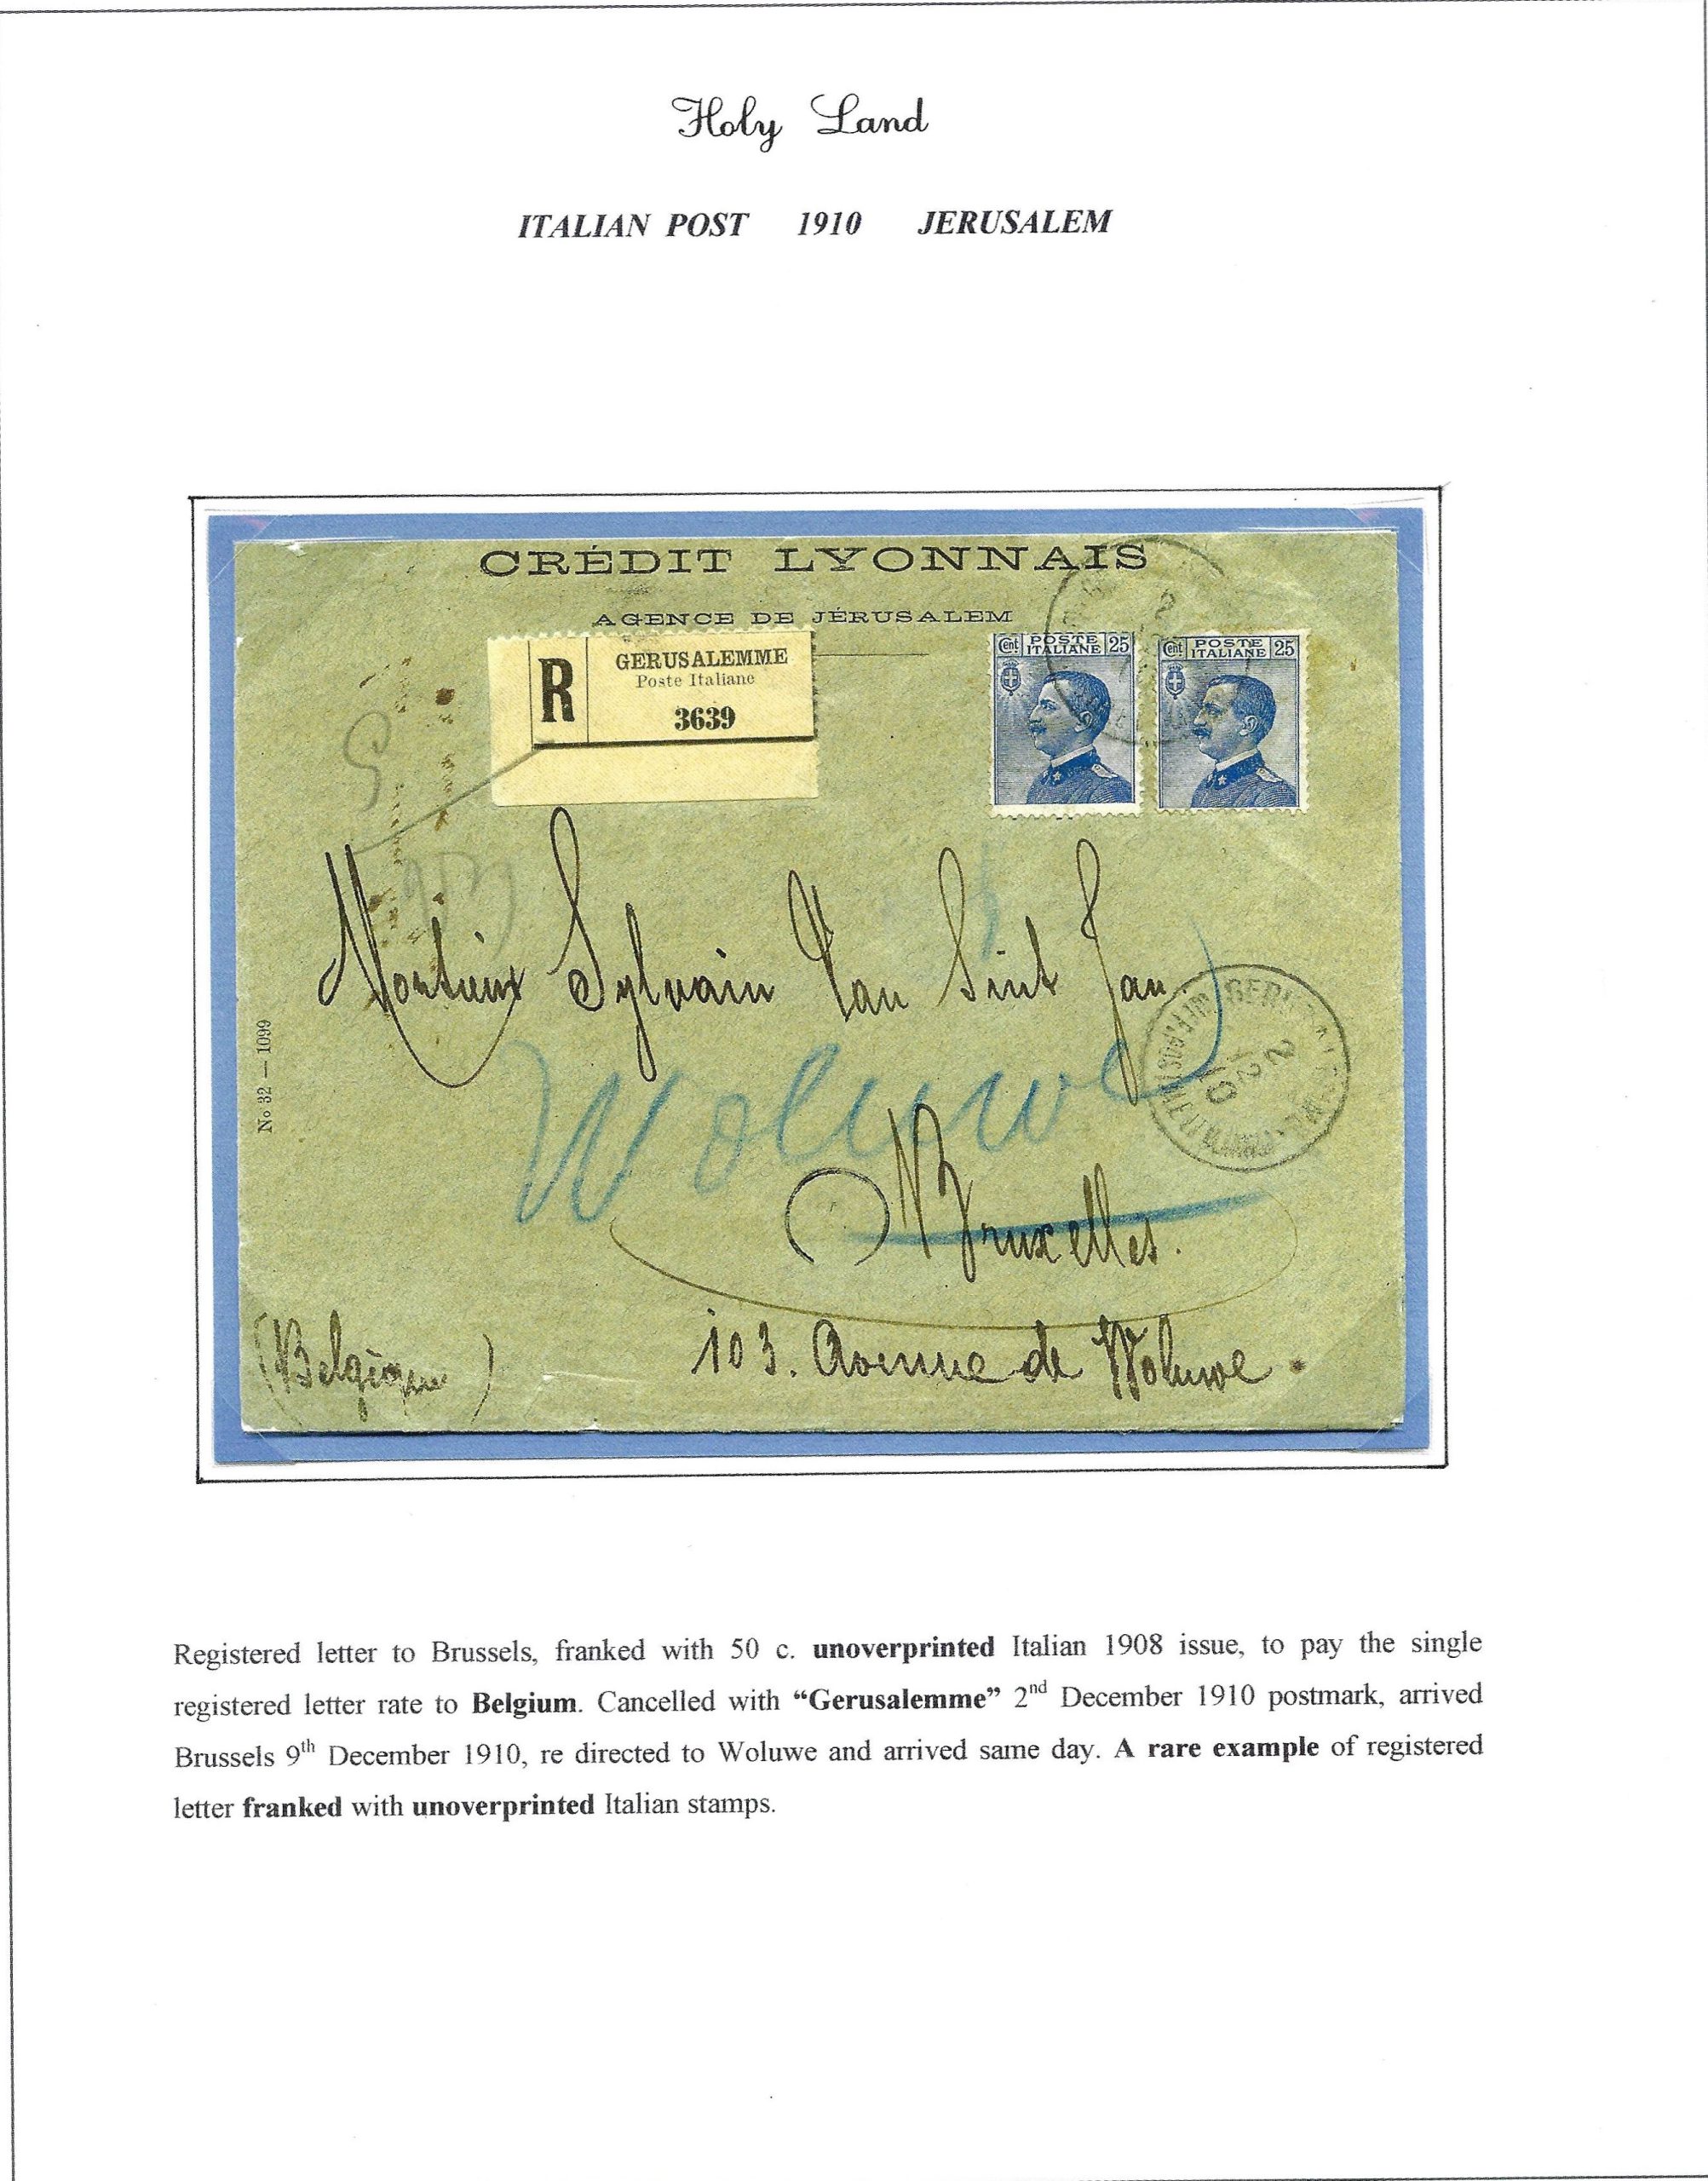 Holy Land
ITALIAN POST 1910 JERUSALEM
CRÉDIT LYONNAIS
AGENCE DE JÉRUSALEM
R
GERUSALEMME
Poste Italiane
3639
Cent POSTE ITALIANE 25
Cent POSTE ITALIANE 25
Monsieur Sylvain Van Sint Jan
No 32 — 1099
Woluwe
Bruxelles.
103. Avenue de Woluwe.
(Belgique)
Registered letter to Brussels, franked with 50 c. unoverprinted Italian 1908 issue, to pay the single
registered letter rate to Belgium. Cancelled with “Gerusalemme” 2nd December 1910 postmark, arrived
Brussels 9th December 1910, re directed to Woluwe and arrived same day. A rare example of registered
letter franked with unoverprinted Italian stamps.